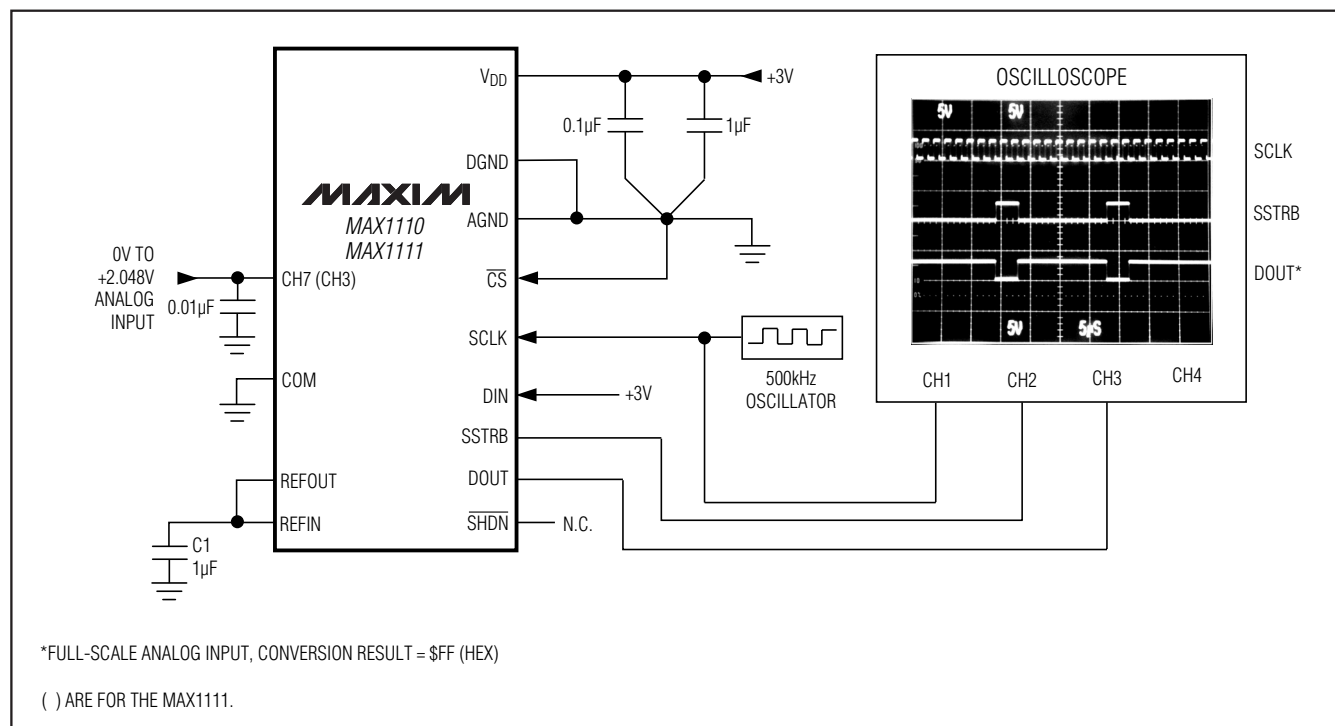 OSCILLOSCOPE
5V
5V
5V
5µS
SCLK
SSTRB
DOUT*
CH1
CH2
CH3
CH4
VDD
+3V
0.1µF
1µF
DGND
MAXIM
MAX1110
MAX1111
AGND
0V TO
+2.048V
ANALOG
INPUT
0.01µF
CH7 (CH3)
CS
SCLK
500kHz
OSCILLATOR
COM
DIN
+3V
SSTRB
REFOUT
DOUT
REFIN
SHDN
N.C.
C1
1µF
*FULL-SCALE ANALOG INPUT, CONVERSION RESULT = $FF (HEX)
( ) ARE FOR THE MAX1111.